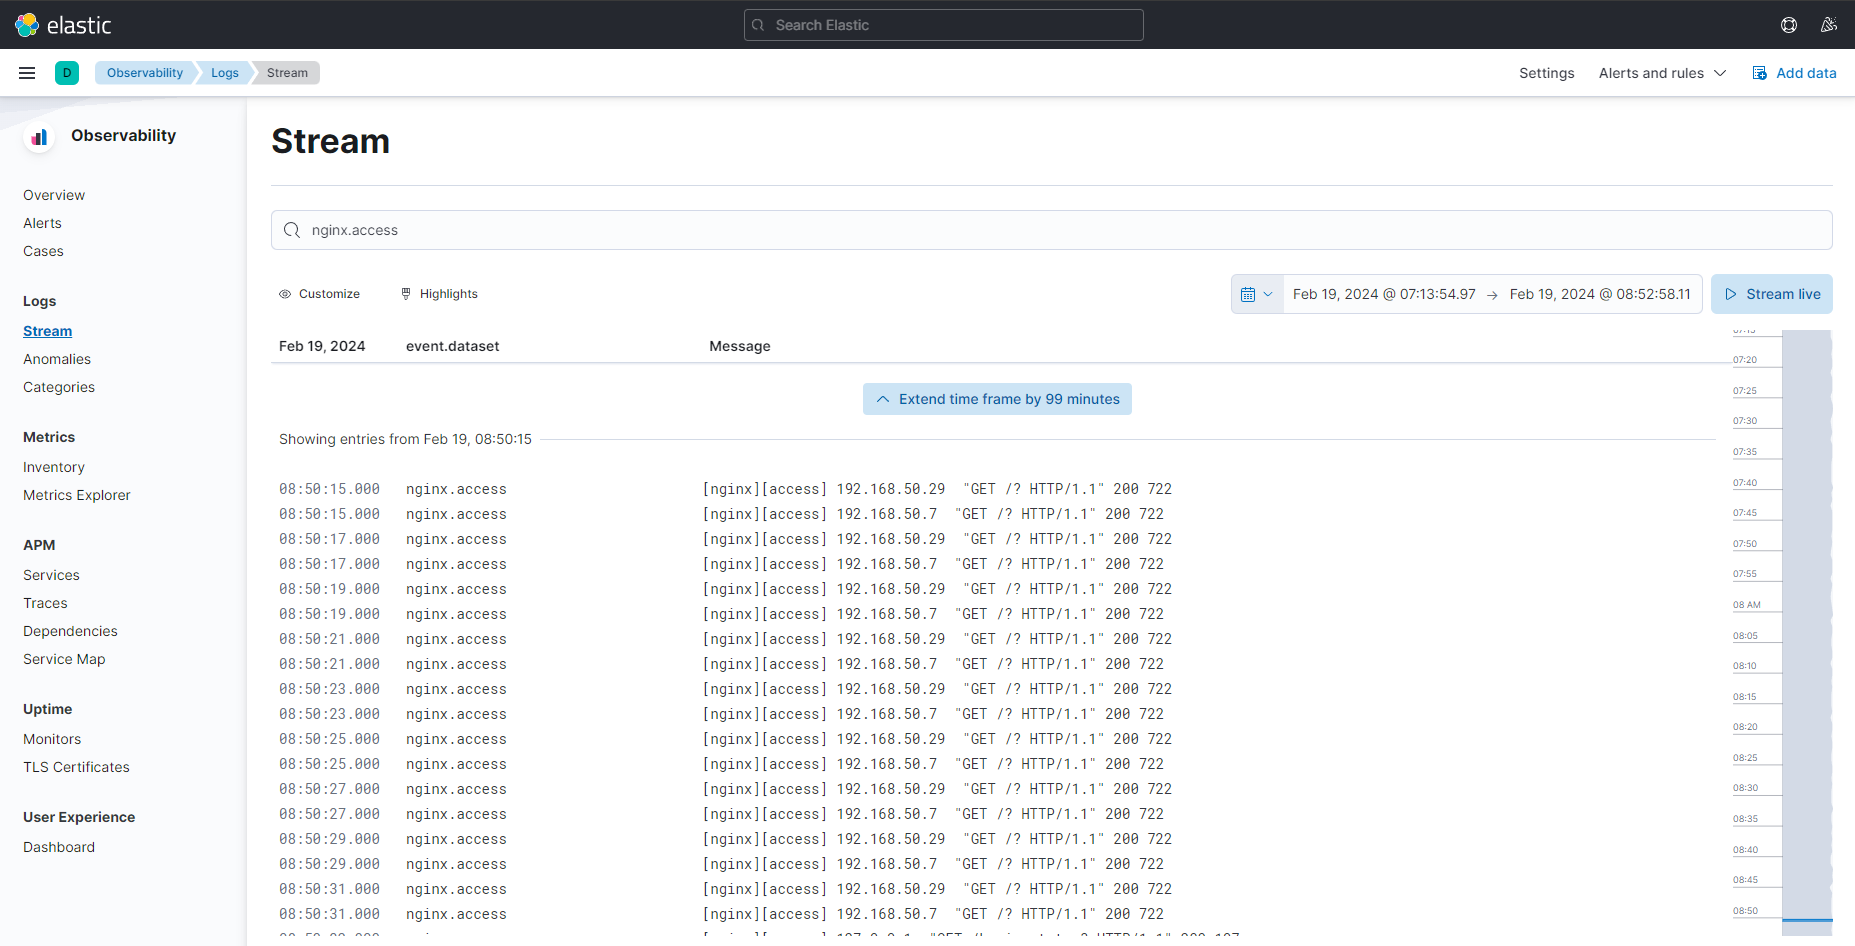 elastic
Search Elastic
D
Observability
Logs
Stream
Settings
Alerts and rules
Add data
Observability
Overview
Alerts
Cases
Logs
Stream
Anomalies
Categories
Metrics
Inventory
Metrics Explorer
APM
Services
Traces
Dependencies
Service Map
Uptime
Monitors
TLS Certificates
User Experience
Dashboard
Stream
nginx.access
Customize
Highlights
Feb 19, 2024 @ 07:13:54.97 → Feb 19, 2024 @ 08:52:58.11
Stream live
Feb 19, 2024 event.dataset Message
Extend time frame by 99 minutes
Showing entries from Feb 19, 08:50:15
08:50:15.000 nginx.access [nginx][access] 192.168.50.29 "GET /? HTTP/1.1" 200 722
08:50:15.000 nginx.access [nginx][access] 192.168.50.7 "GET /? HTTP/1.1" 200 722
08:50:17.000 nginx.access [nginx][access] 192.168.50.29 "GET /? HTTP/1.1" 200 722
08:50:17.000 nginx.access [nginx][access] 192.168.50.7 "GET /? HTTP/1.1" 200 722
08:50:19.000 nginx.access [nginx][access] 192.168.50.29 "GET /? HTTP/1.1" 200 722
08:50:19.000 nginx.access [nginx][access] 192.168.50.7 "GET /? HTTP/1.1" 200 722
08:50:21.000 nginx.access [nginx][access] 192.168.50.29 "GET /? HTTP/1.1" 200 722
08:50:21.000 nginx.access [nginx][access] 192.168.50.7 "GET /? HTTP/1.1" 200 722
08:50:23.000 nginx.access [nginx][access] 192.168.50.29 "GET /? HTTP/1.1" 200 722
08:50:23.000 nginx.access [nginx][access] 192.168.50.7 "GET /? HTTP/1.1" 200 722
08:50:25.000 nginx.access [nginx][access] 192.168.50.29 "GET /? HTTP/1.1" 200 722
08:50:25.000 nginx.access [nginx][access] 192.168.50.7 "GET /? HTTP/1.1" 200 722
08:50:27.000 nginx.access [nginx][access] 192.168.50.29 "GET /? HTTP/1.1" 200 722
08:50:27.000 nginx.access [nginx][access] 192.168.50.7 "GET /? HTTP/1.1" 200 722
08:50:29.000 nginx.access [nginx][access] 192.168.50.29 "GET /? HTTP/1.1" 200 722
08:50:29.000 nginx.access [nginx][access] 192.168.50.7 "GET /? HTTP/1.1" 200 722
08:50:31.000 nginx.access [nginx][access] 192.168.50.29 "GET /? HTTP/1.1" 200 722
08:50:31.000 nginx.access [nginx][access] 192.168.50.7 "GET /? HTTP/1.1" 200 722
07:20
07:25
07:30
07:35
07:40
07:45
07:50
07:55
08 AM
08:05
08:10
08:15
08:20
08:25
08:30
08:35
08:40
08:45
08:50